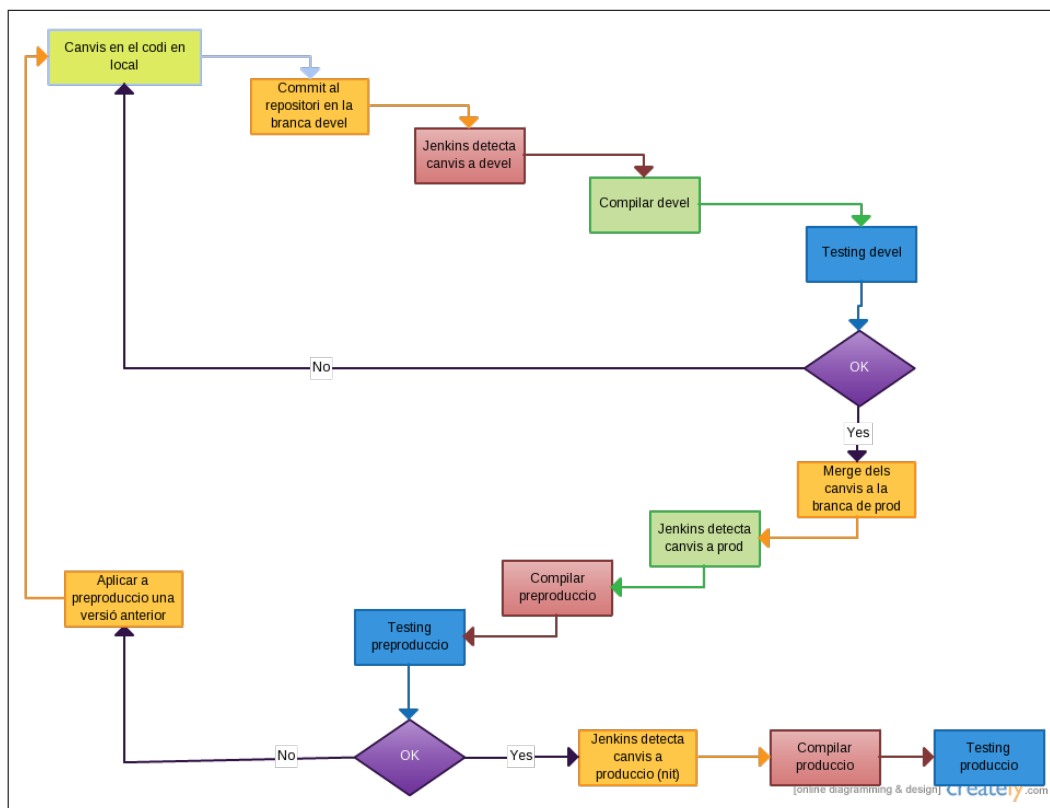 Canvis en el codi en
local
Commit al
repositori en la
branca devel
Jenkins detecta
canvis a devel
Compilar devel
Testing devel
OK
No
Yes
Merge dels
canvis a la
branca de prod
Jenkins detecta
canvis a prod
Compilar
preproduccio
Aplicar a
preproduccio una
versió anterior
Testing
preproduccio
OK
No
Yes
Jenkins detecta
canvis a
produccio (nit)
Compilar
produccio
Testing
produccio
[online diagramming & design] creately.com